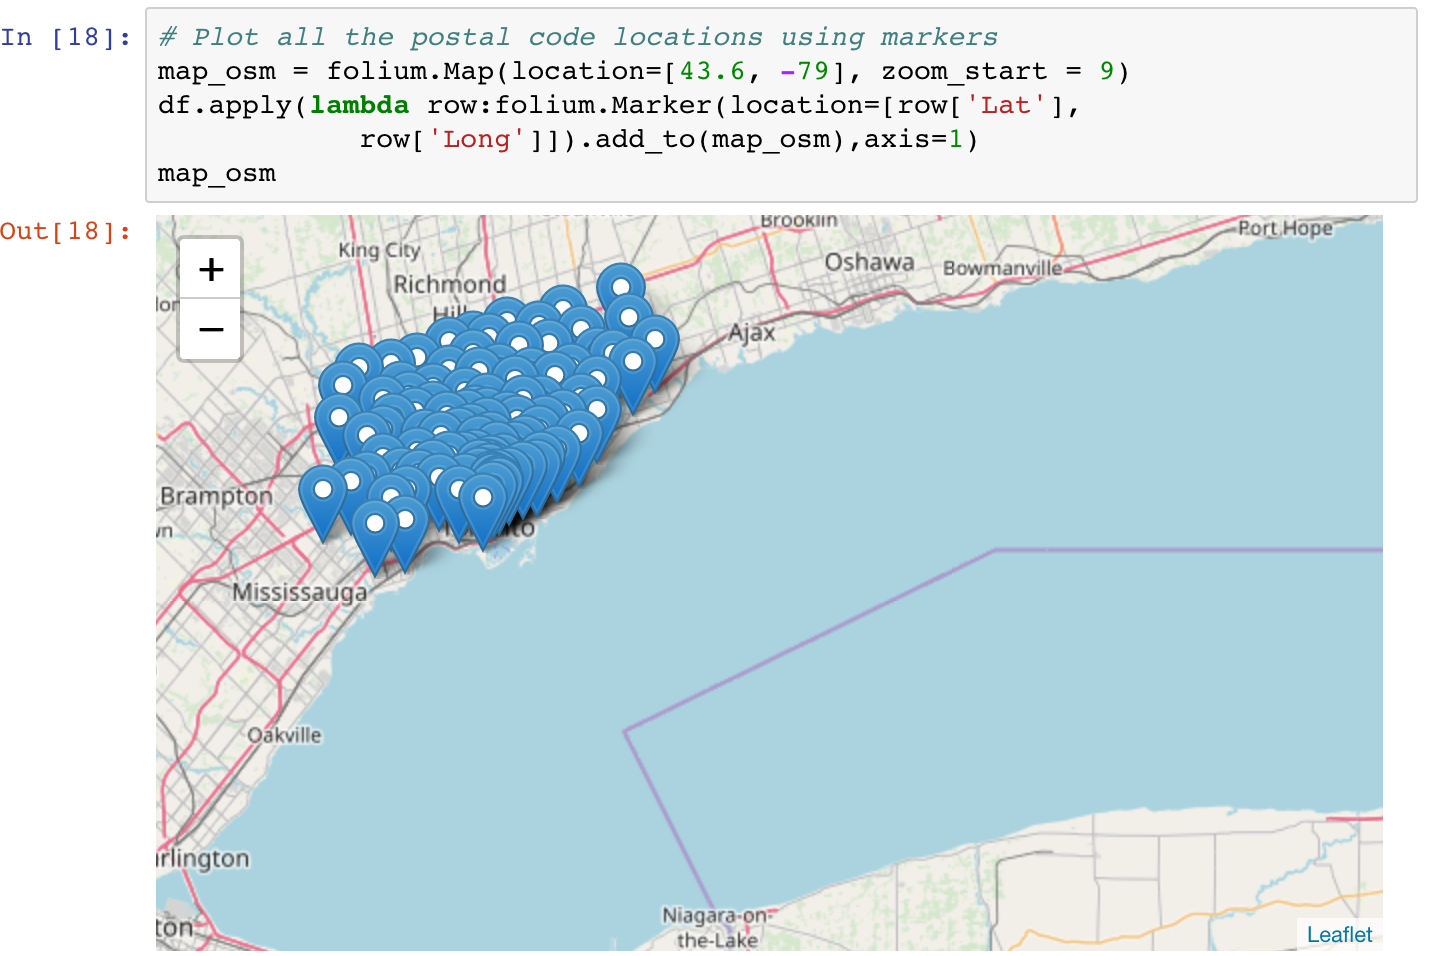 In [18]:
# Plot all the postal code locations using markers
map_osm = folium.Map(location=[43.6, -79], zoom_start = 9)
df.apply(lambda row:folium.Marker(location=[row['Lat'],
row['Long']]).add_to(map_osm),axis=1)
map_osm
Out[18]:
+
−
Brooklin
Port Hope
King City
Oshawa
Bowmanville
Richmond
Hill
Ajax
Brampton
Mississauga
Oakville
rlington
ton
Niagara-on-
the-Lake
Leaflet